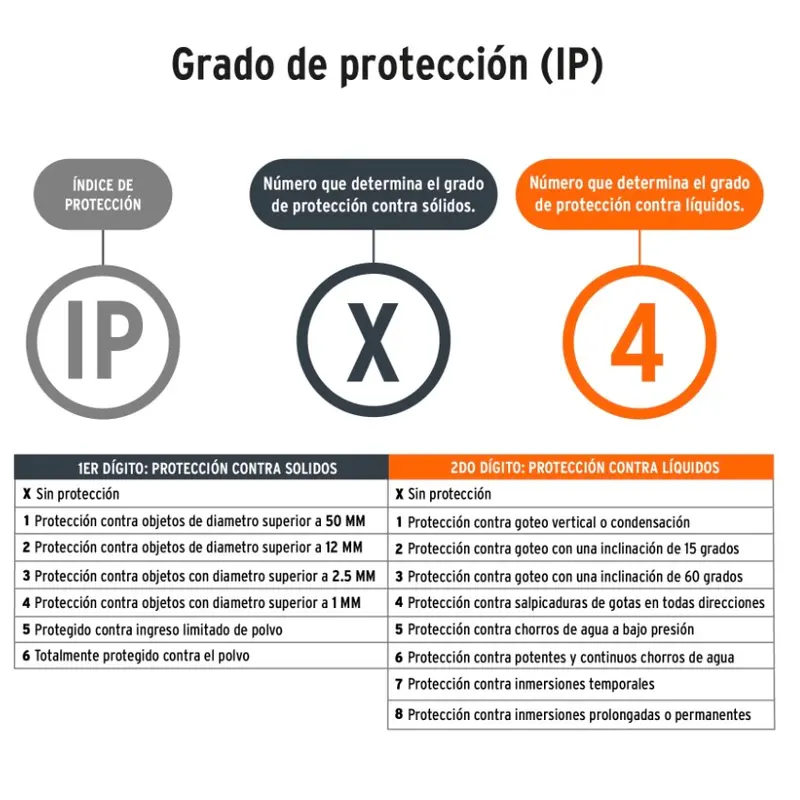 Grado de protección (IP)
ÍNDICE DE
PROTECCIÓN
Número que determina el grado
de protección contra sólidos.
Número que determina el grado
de protección contra líquidos.
IP
X
4
1ER DÍGITO: PROTECCIÓN CONTRA SOLIDOS
X Sin protección
1 Protección contra objetos de diametro superior a 50 MM
2 Protección contra objetos de diametro superior a 12 MM
3 Protección contra objetos con diametro superior a 2.5 MM
4 Protección contra objetos con diametro superior a 1 MM
5 Protegido contra ingreso limitado de polvo
6 Totalmente protegido contra el polvo
2DO DÍGITO: PROTECCIÓN CONTRA LÍQUIDOS
X Sin protección
1 Protección contra goteo vertical o condensación
2 Protección contra goteo con una inclinación de 15 grados
3 Protección contra goteo con una inclinación de 60 grados
4 Protección contra salpicaduras de gotas en todas direcciones
5 Protección contra chorros de agua a bajo presión
6 Protección contra potentes y continuos chorros de agua
7 Protección contra inmersiones temporales
8 Protección contra inmersiones prolongadas o permanentes